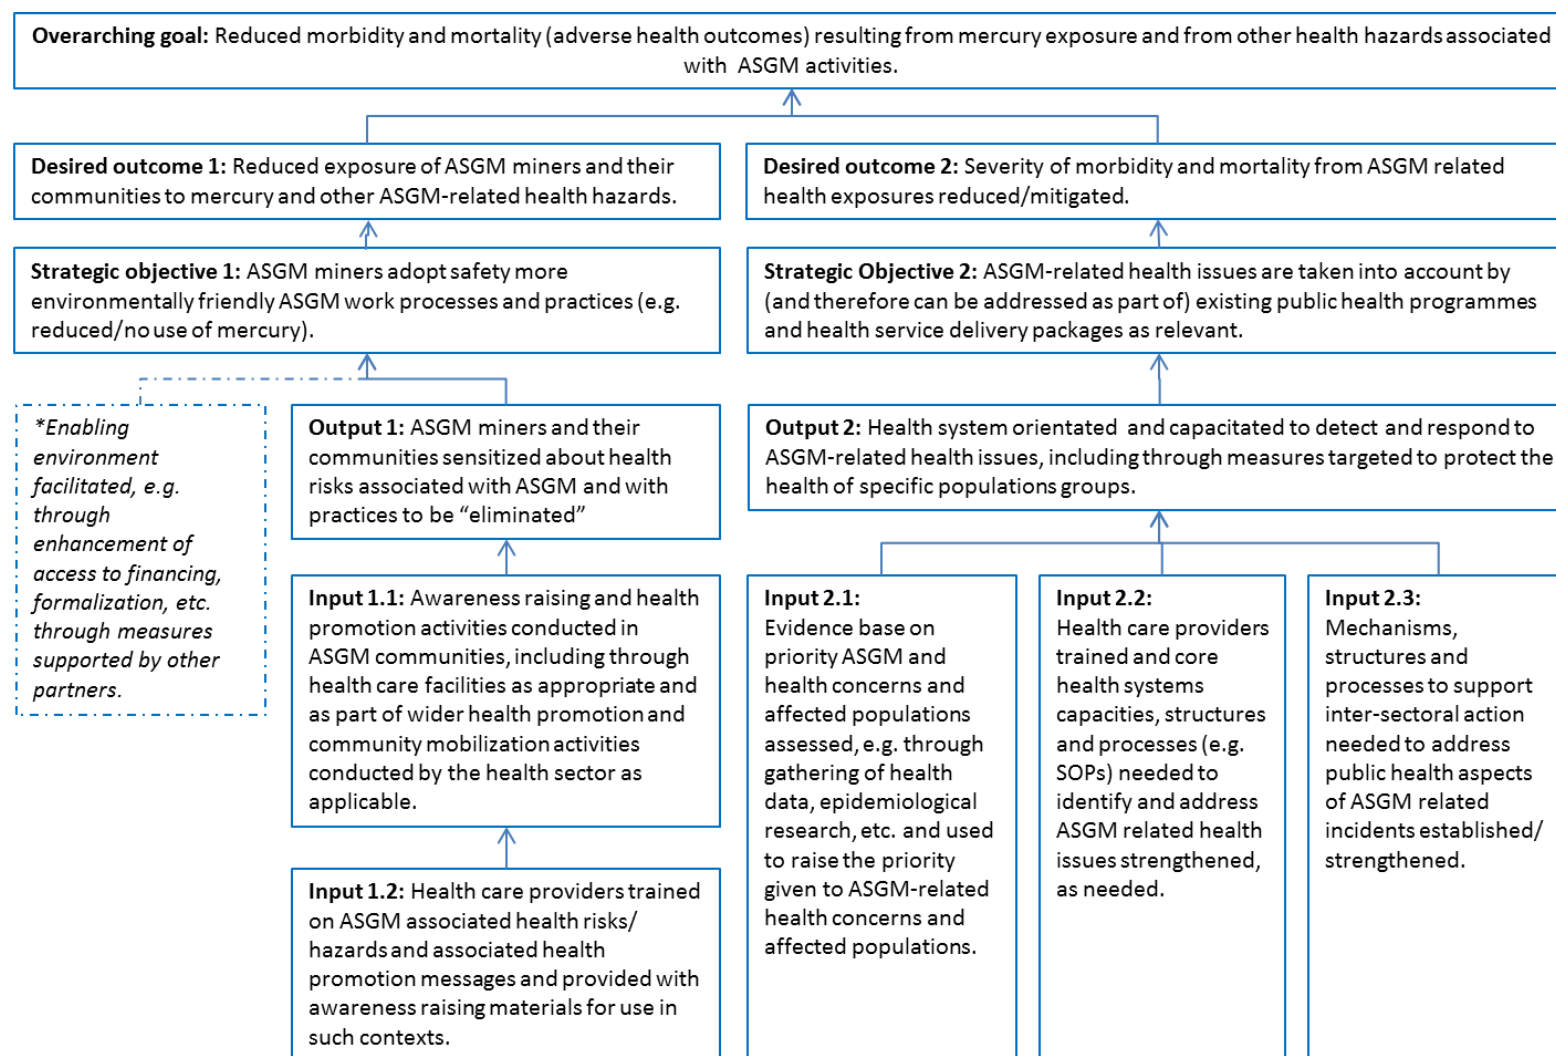 Overarching goal: Reduced morbidity and mortality (adverse health outcomes) resulting from mercury exposure and from other health hazards associated
with ASGM activities.
Desired outcome 1: Reduced exposure of ASGM miners and their
communities to mercury and other ASGM-related health hazards.
Desired outcome 2: Severity of morbidity and mortality from ASGM related
health exposures reduced/mitigated.
Strategic objective 1: ASGM miners adopt safety more
environmentally friendly ASGM work processes and practices (e.g.
reduced/no use of mercury).
Strategic Objective 2: ASGM-related health issues are taken into account by
(and therefore can be addressed as part of) existing public health programmes
and health service delivery packages as relevant.
*Enabling
environment
facilitated, e.g.
through
enhancement of
access to financing,
formalization, etc.
through measures
supported by other
partners.
Output 1: ASGM miners and their
communities sensitized about health
risks associated with ASGM and with
practices to be “eliminated”
Output 2: Health system orientated and capacitated to detect and respond to
ASGM-related health issues, including through measures targeted to protect the
health of specific populations groups.
Input 1.1: Awareness raising and health
promotion activities conducted in
ASGM communities, including through
health care facilities as appropriate and
as part of wider health promotion and
community mobilization activities
conducted by the health sector as
applicable.
Input 1.2: Health care providers trained
on ASGM associated health risks/
hazards and associated health
promotion messages and provided with
awareness raising materials for use in
such contexts.
Input 2.1:
Evidence base on
priority ASGM and
health concerns and
affected populations
assessed, e.g. through
gathering of health
data, epidemiological
research, etc. and used
to raise the priority
given to ASGM-related
health concerns and
affected populations.
Input 2.2:
Health care providers
trained and core
health systems
capacities, structures
and processes (e.g.
SOPs) needed to
identify and address
ASGM related health
issues strengthened,
as needed.
Input 2.3:
Mechanisms,
structures and
processes to support
inter-sectoral action
needed to address
public health aspects
of ASGM related
incidents established/
strengthened.